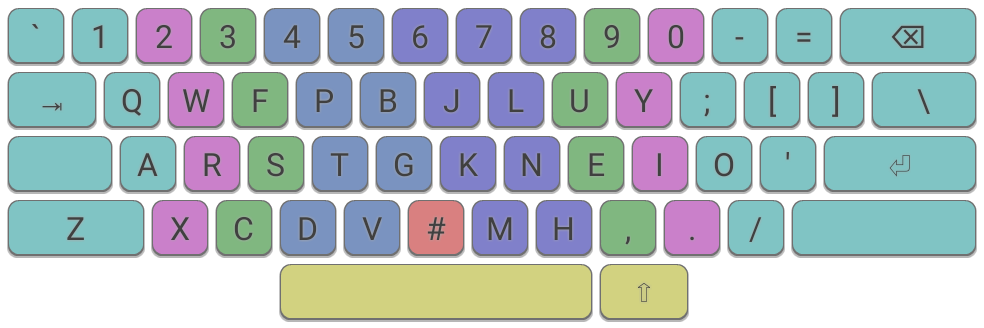 ` 1 2 3 4 5 6 7 8 9 0 - = ⌫
⇥ Q W F P B J L U Y ; [ ] \
A R S T G K N E I O ' ⏎
Z X C D V # M H , . /
⇧